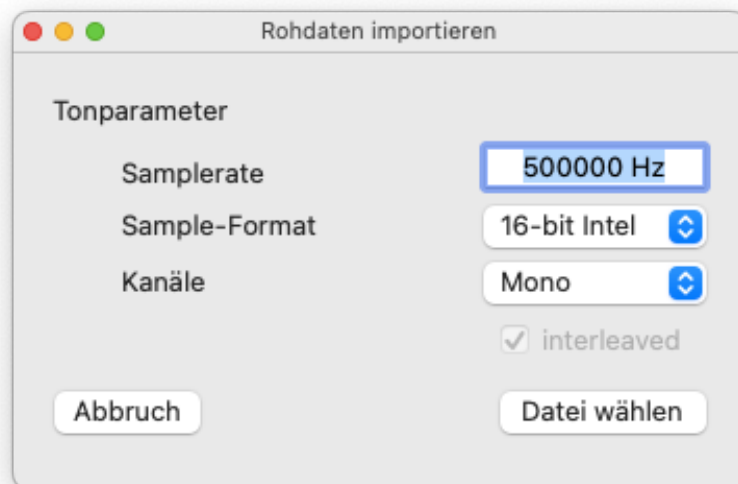 Rohdaten importieren
Tonparameter
Samplerate 500000 Hz
Sample-Format 16-bit Intel
Kanäle Mono
interleaved
Abbruch Datei wählen